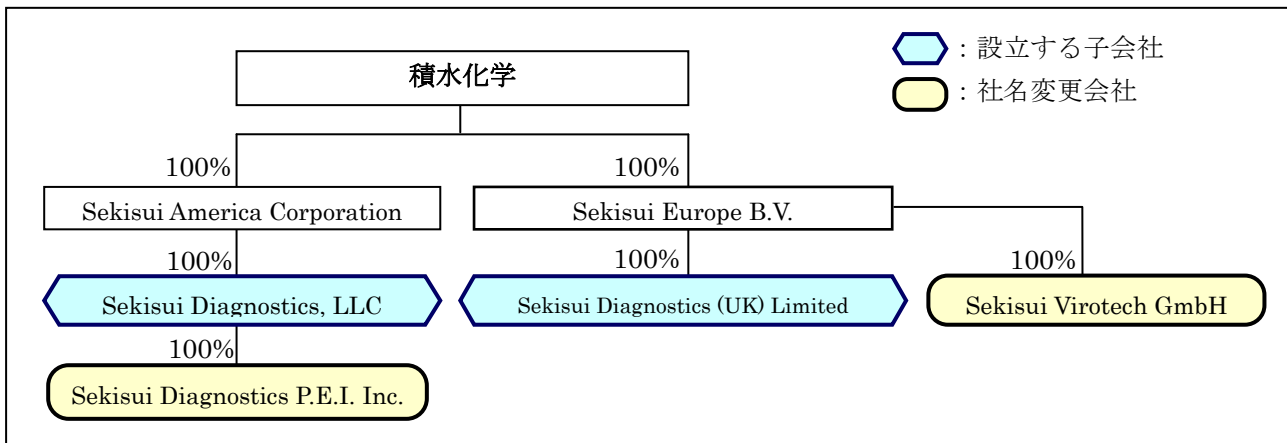 積水化学
：設立する子会社
：社名変更会社
100%
100%
Sekisui America Corporation
Sekisui Europe B.V.
100%
100%
100%
Sekisui Diagnostics, LLC
Sekisui Diagnostics (UK) Limited
Sekisui Virotech GmbH
100%
Sekisui Diagnostics P.E.I. Inc.